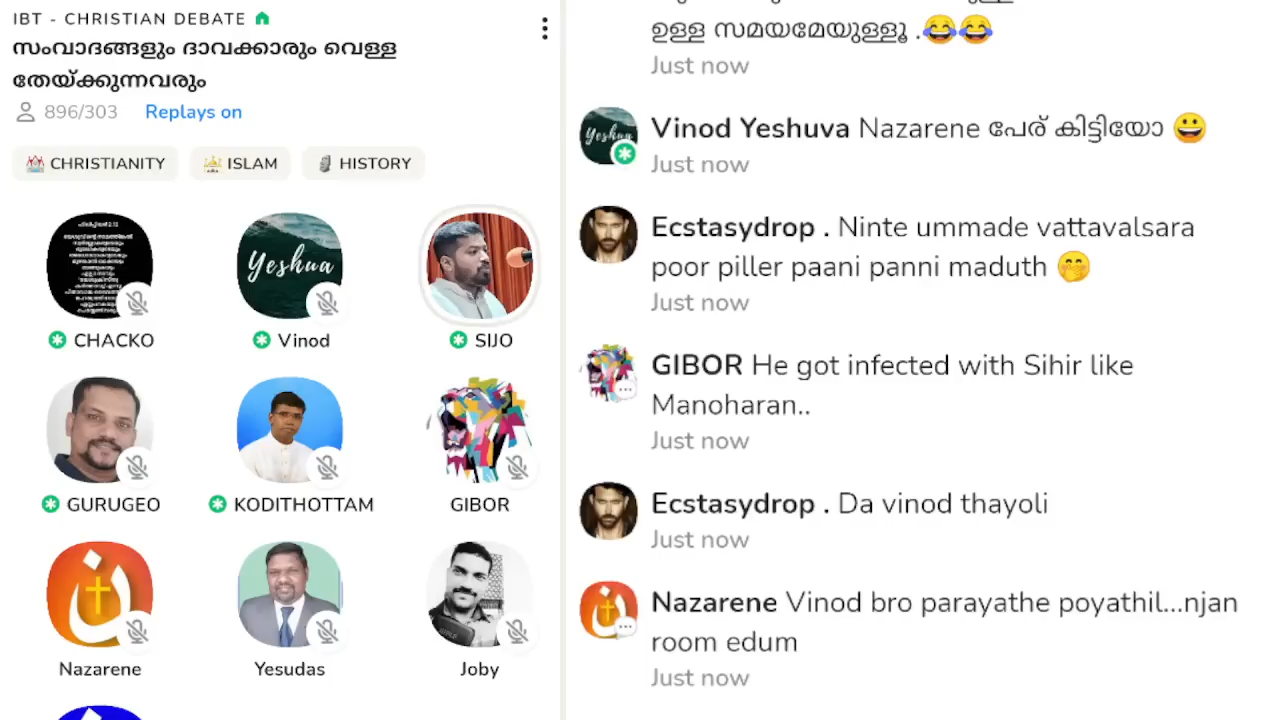 IBT - CHRISTIAN DEBATE
സംവാദങ്ങളും ദാവക്കാരും വെള്ള
തേയ്ക്കുന്നവരും
896/303 Replays on
CHRISTIANITY ISLAM HISTORY
Yeshua
CHACKO Vinod SIJO
GURUGEO KODITHOTTAM GIBOR
Nazarene Yesudas Joby
ഉള്ള സമയമേയുള്ളൂ .😂😂
Just now
Yeshua
Vinod Yeshuva Nazarene പേര് കിട്ടിയോ 😀
Just now
Ecstasydrop . Ninte ummade vattavalsara
poor piller paani panni maduth 🤭
Just now
GIBOR He got infected with Sihir like
Manoharan..
Just now
Ecstasydrop . Da vinod thayoli
Just now
Nazarene Vinod bro parayathe poyathil...njan
room edum
Just now